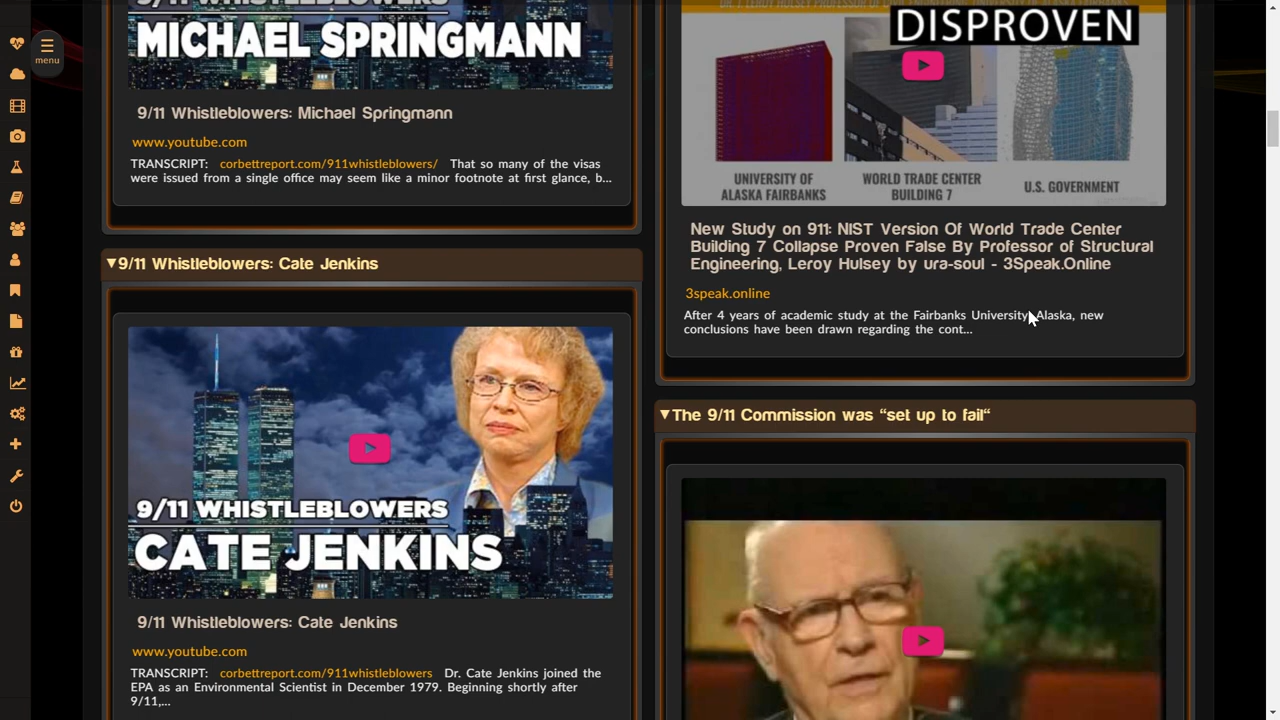 menu
9/11 WHISTLEBLOWERS
MICHAEL SPRINGMANN
9/11 Whistleblowers: Michael Springmann
www.youtube.com
TRANSCRIPT: corbettreport.com/911whistleblowers/ That so many of the visas
were issued from a single office may seem like a minor footnote at first glance, b...
▼9/11 Whistleblowers: Cate Jenkins
9/11 WHISTLEBLOWERS
CATE JENKINS
9/11 Whistleblowers: Cate Jenkins
www.youtube.com
TRANSCRIPT: corbettreport.com/911whistleblowers Dr. Cate Jenkins joined the
EPA as an Environmental Scientist in December 1979. Beginning shortly after
9/11,...
DISPROVEN
UNIVERSITY OF
ALASKA FAIRBANKS
WORLD TRADE CENTER
BUILDING 7
U.S. GOVERNMENT
New Study on 911: NIST Version Of World Trade Center
Building 7 Collapse Proven False By Professor of Structural
Engineering, Leroy Hulsey by ura-soul - 3Speak.Online
3speak.online
After 4 years of academic study at the Fairbanks University, Alaska, new
conclusions have been drawn regarding the cont...
▼The 9/11 Commission was “set up to fail“